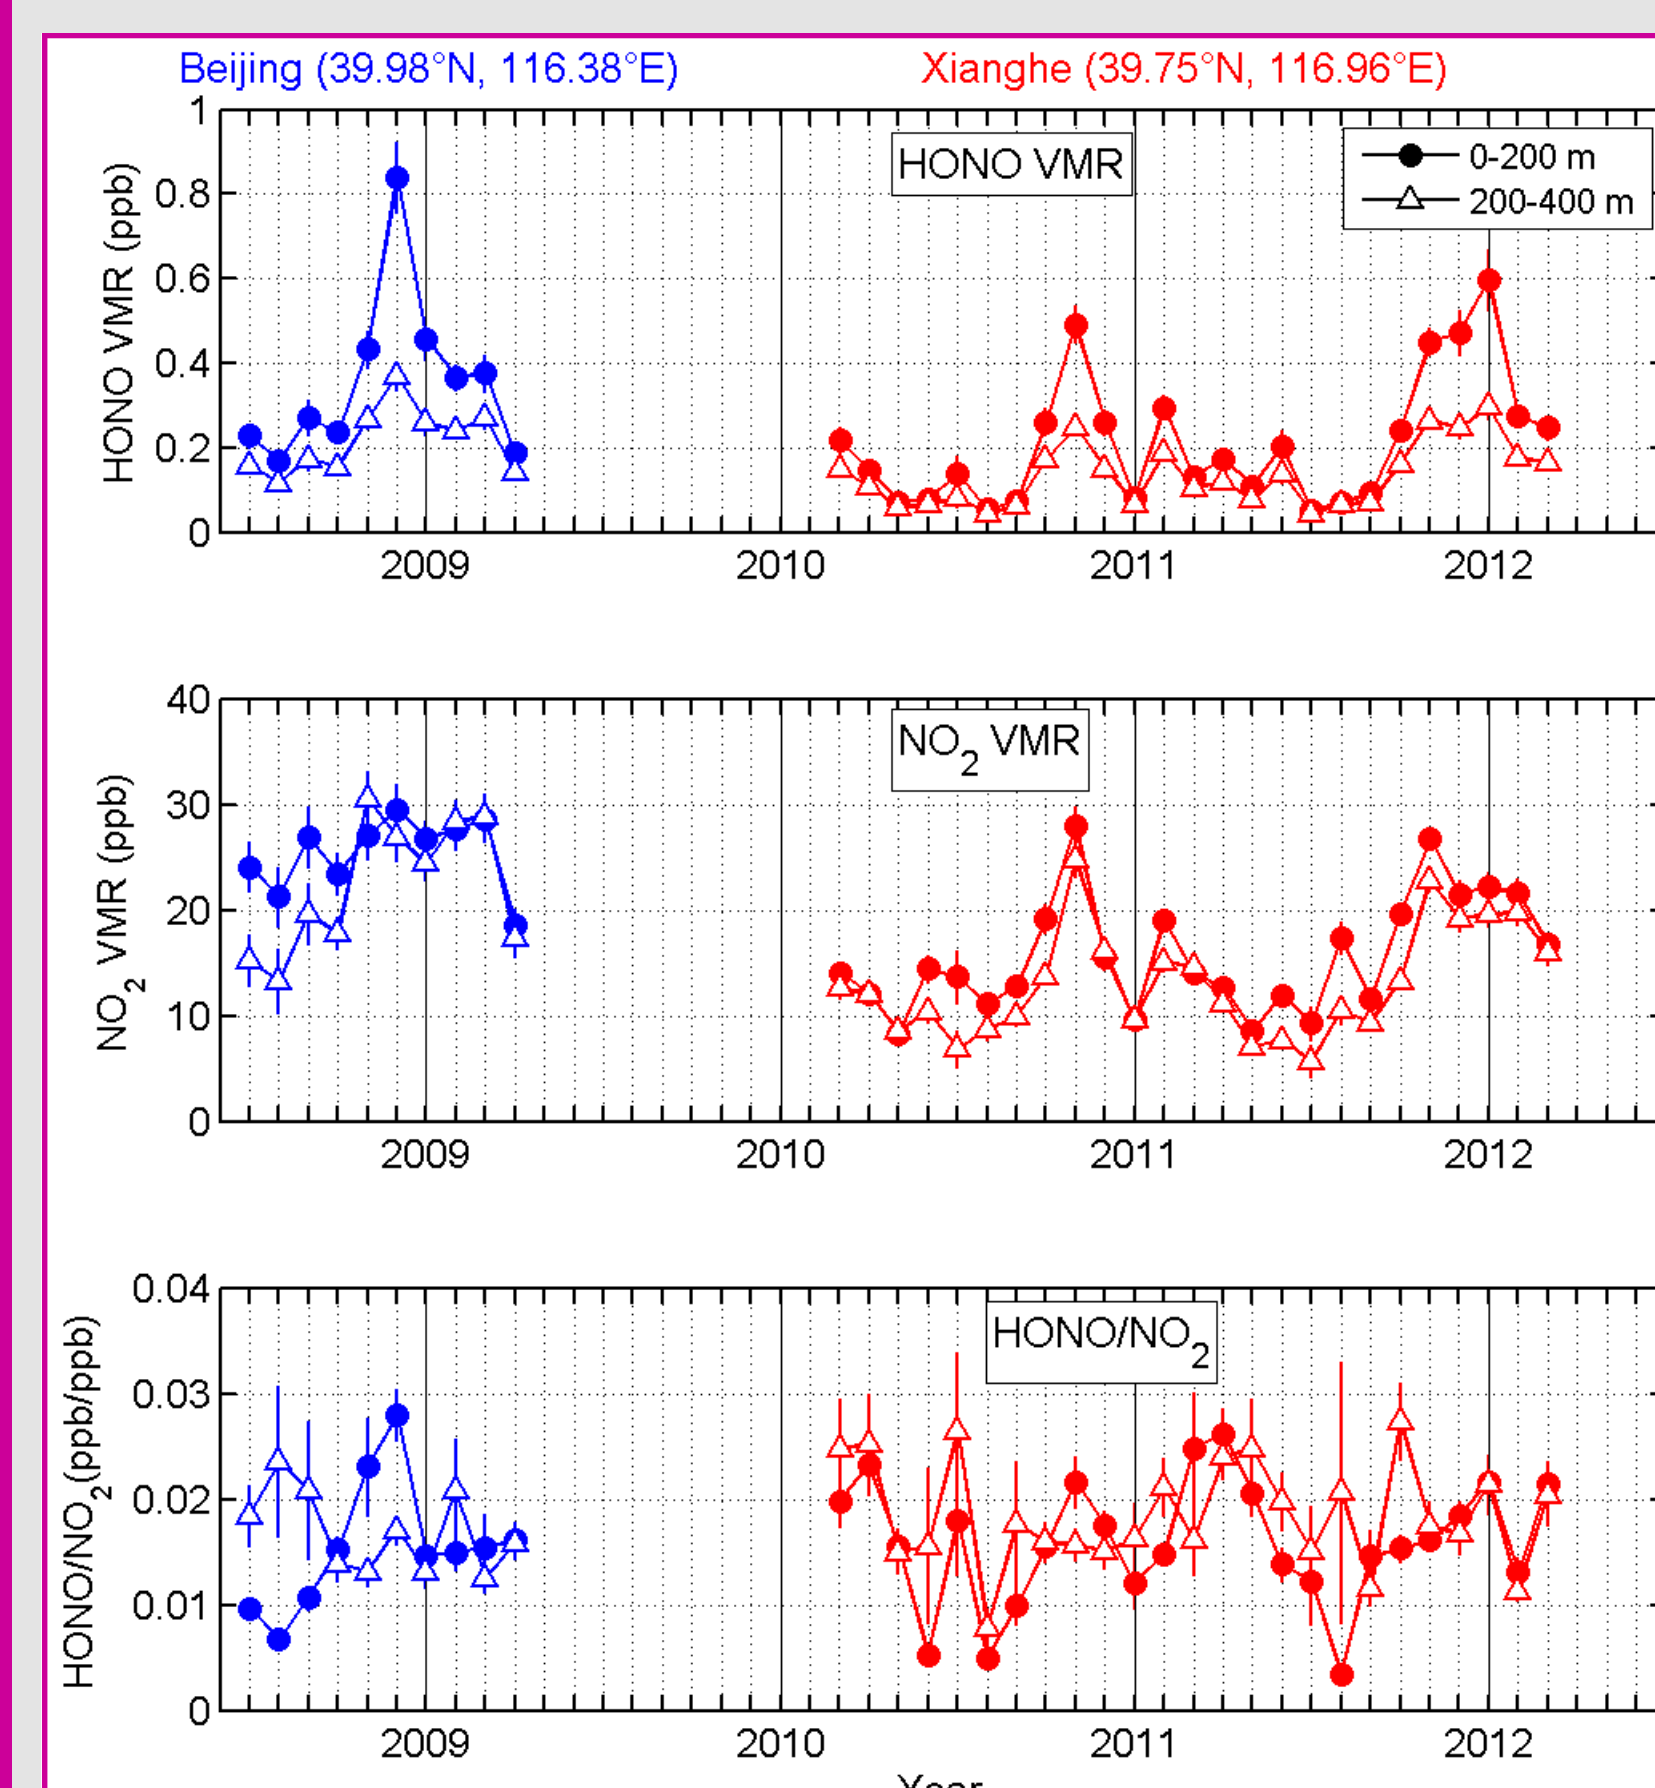 Beijing (39.98°N, 116.38°E)
Xianghe (39.75°N, 116.96°E)
HONO VMR (ppb)
1
0.8
0.6
0.4
0.2
0
HONO VMR
0-200 m
200-400 m
2009
2010
2011
2012
NO2 VMR (ppb)
40
30
20
10
0
NO2 VMR
2009
2010
2011
2012
HONO/NO2(ppb/ppb)
0.04
0.03
0.02
0.01
0
HONO/NO2
2009
2010
2011
2012
Year